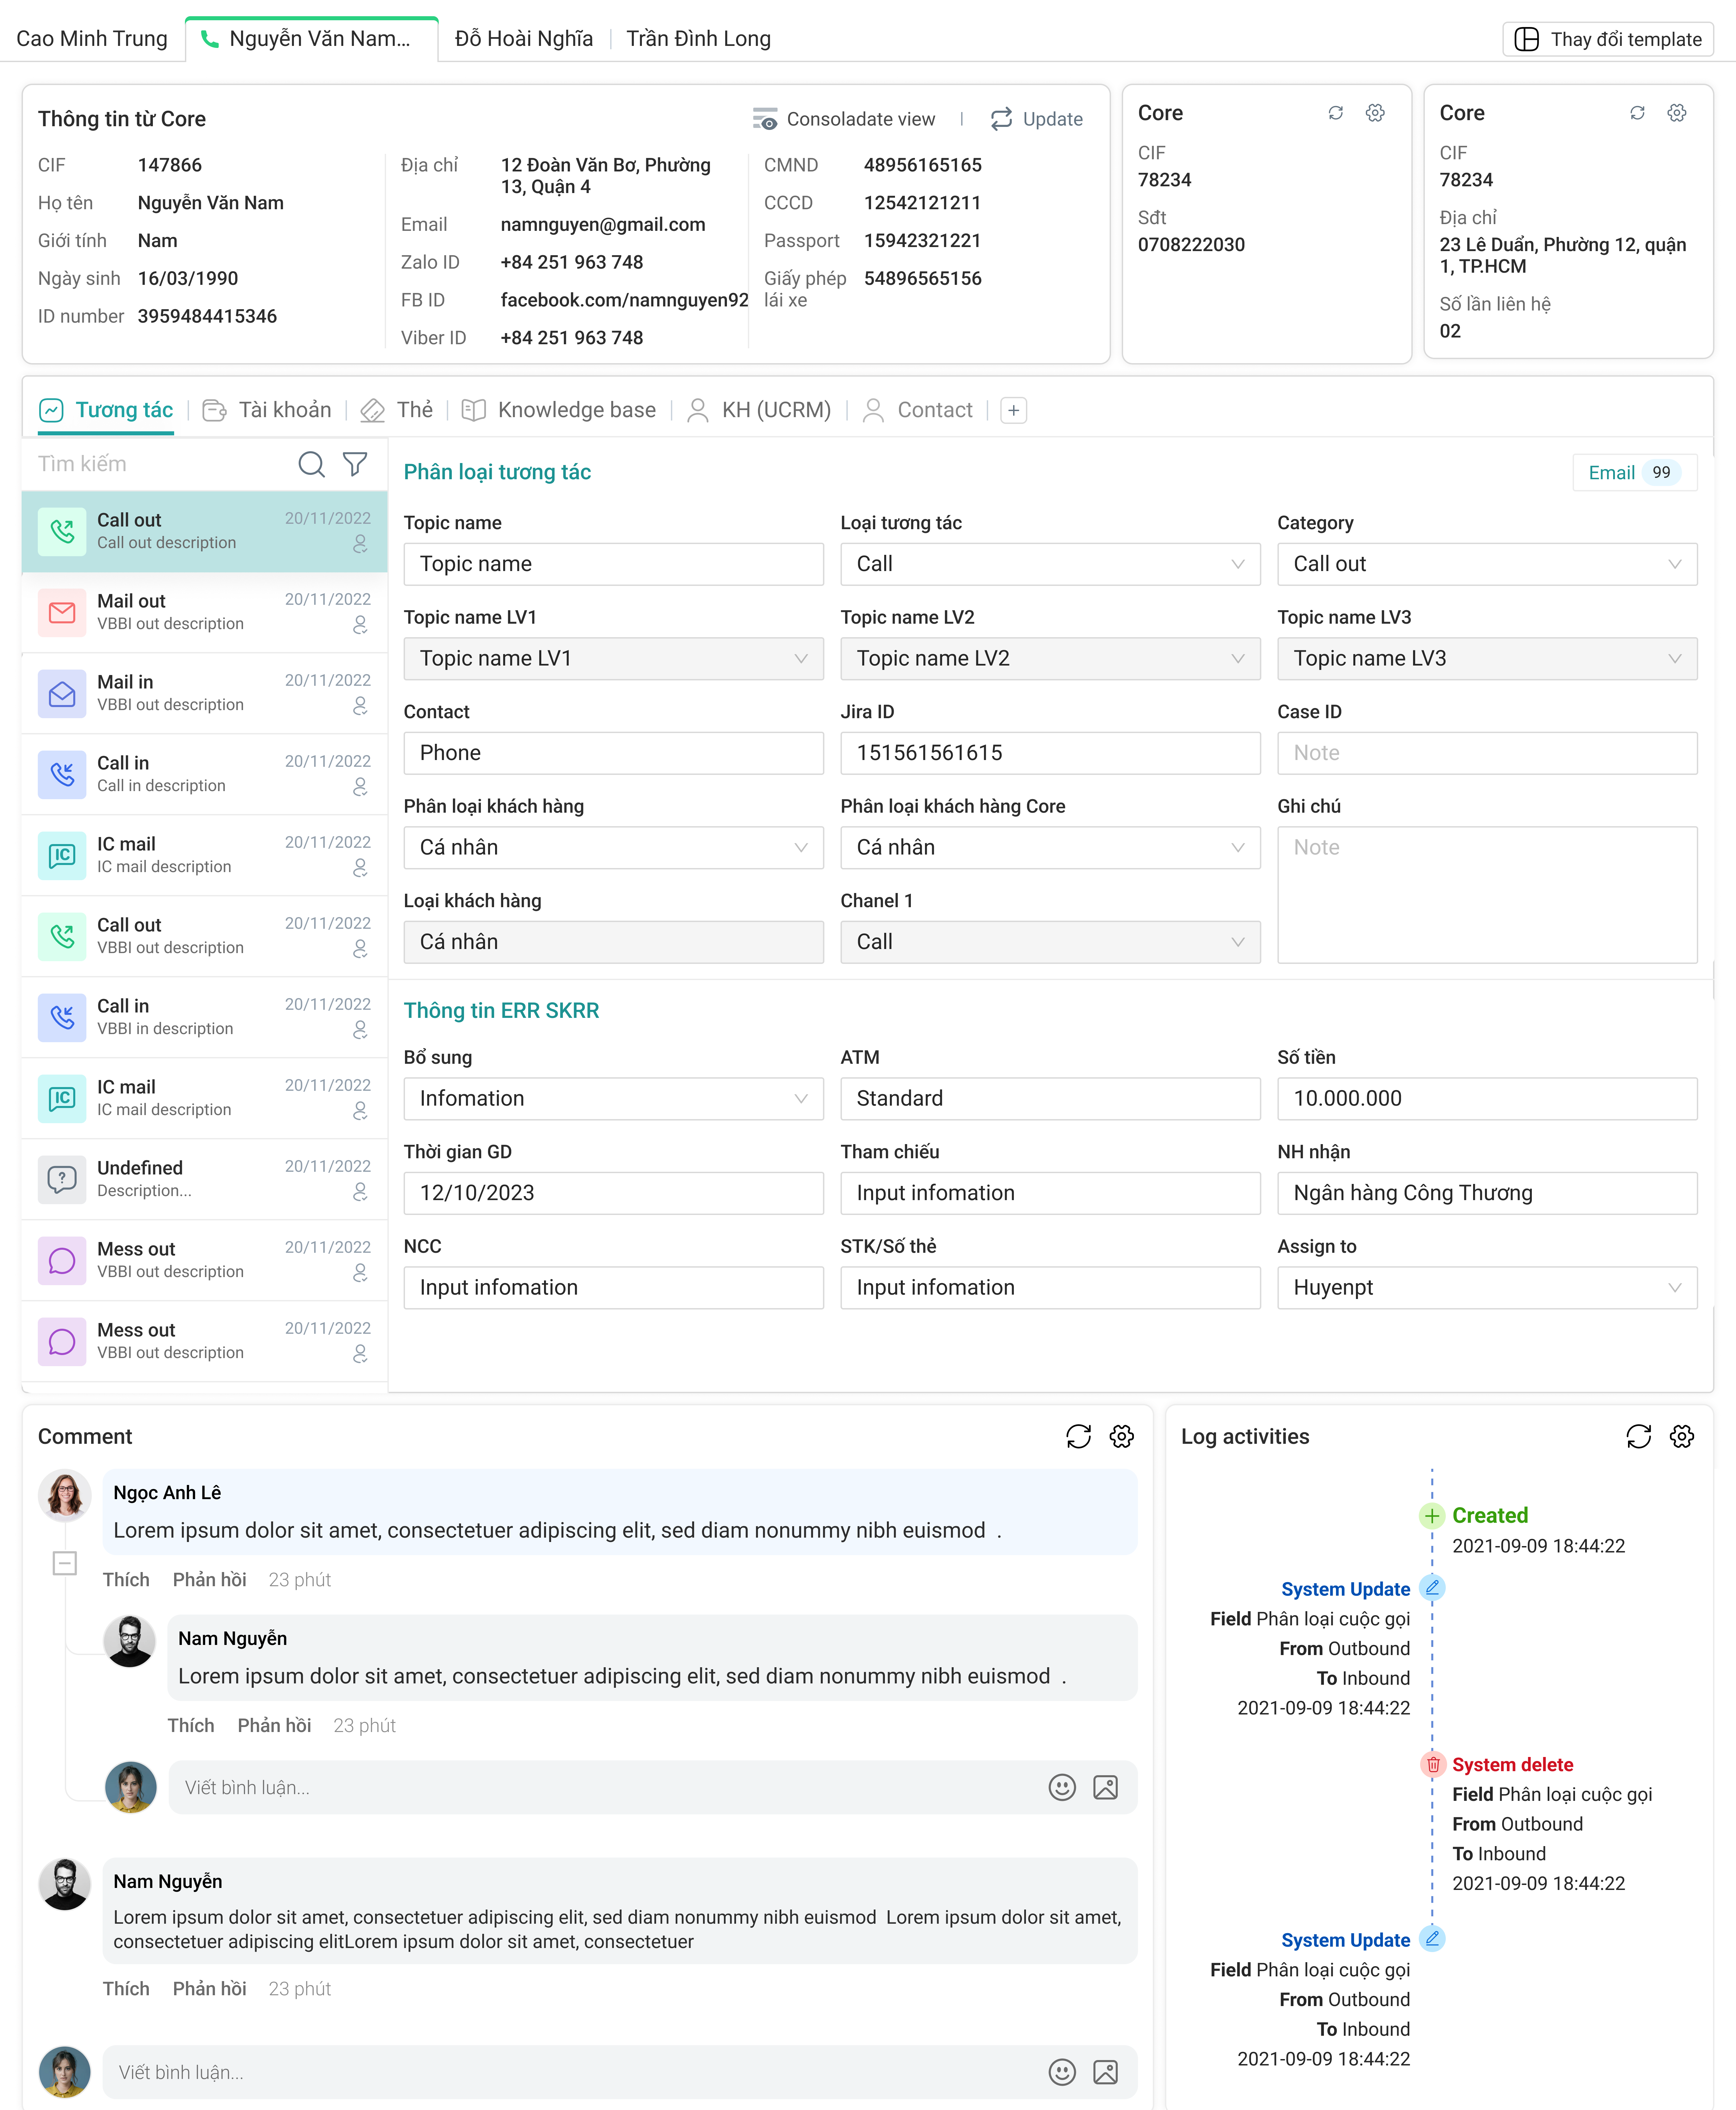 Cao Minh Trung
Nguyễn Văn Nam...
Đỗ Hoài Nghĩa
Trần Đình Long
Thay đổi template
Thông tin từ Core
Consoladate view
Update
CIF 147866
Họ tên Nguyễn Văn Nam
Giới tính Nam
Ngày sinh 16/03/1990
ID number 3959484415346
Địa chỉ 12 Đoàn Văn Bơ, Phường
13, Quận 4
Email namnguyen@gmail.com
Zalo ID +84 251 963 748
FB ID facebook.com/namnguyen92
Viber ID +84 251 963 748
CMND 48956165165
CCCD 12542121211
Passport 15942321221
Giấy phép 54896565156
lái xe
Core
CIF
78234
Sđt
0708222030
Core
CIF
78234
Địa chỉ
23 Lê Duẩn, Phường 12, quận
1, TP.HCM
Số lần liên hệ
02
Tương tác
Tài khoản
Thẻ
Knowledge base
KH (UCRM)
Contact
Tìm kiếm
Call out 20/11/2022
Call out description
Mail out 20/11/2022
VBBI out description
Mail in 20/11/2022
VBBI out description
Call in 20/11/2022
Call in description
IC
IC mail 20/11/2022
IC mail description
Call out 20/11/2022
VBBI out description
Call in 20/11/2022
VBBI in description
IC
IC mail 20/11/2022
IC mail description
Undefined 20/11/2022
Description...
Mess out 20/11/2022
VBBI out description
Mess out 20/11/2022
VBBI out description
Phân loại tương tác
Email 99
Topic name
Topic name
Loại tương tác
Call
Category
Call out
Topic name LV1
Topic name LV1
Topic name LV2
Topic name LV2
Topic name LV3
Topic name LV3
Contact
Phone
Jira ID
151561561615
Case ID
Note
Phân loại khách hàng
Cá nhân
Phân loại khách hàng Core
Cá nhân
Ghi chú
Note
Loại khách hàng
Cá nhân
Chanel 1
Call
Thông tin ERR SKRR
Bổ sung
Infomation
ATM
Standard
Số tiền
10.000.000
Thời gian GD
12/10/2023
Tham chiếu
Input infomation
NH nhận
Ngân hàng Công Thương
NCC
Input infomation
STK/Số thẻ
Input infomation
Assign to
Huyenpt
Comment
Ngọc Anh Lê
Lorem ipsum dolor sit amet, consectetuer adipiscing elit, sed diam nonummy nibh euismod .
Thích Phản hồi 23 phút
Nam Nguyễn
Lorem ipsum dolor sit amet, consectetuer adipiscing elit, sed diam nonummy nibh euismod .
Thích Phản hồi 23 phút
Viết bình luận...
Nam Nguyễn
Lorem ipsum dolor sit amet, consectetuer adipiscing elit, sed diam nonummy nibh euismod Lorem ipsum dolor sit amet,
consectetuer adipiscing elitLorem ipsum dolor sit amet, consectetuer
Thích Phản hồi 23 phút
Viết bình luận...
Log activities
Created
2021-09-09 18:44:22
System Update
Field Phân loại cuộc gọi
From Outbound
To Inbound
2021-09-09 18:44:22
System delete
Field Phân loại cuộc gọi
From Outbound
To Inbound
2021-09-09 18:44:22
System Update
Field Phân loại cuộc gọi
From Outbound
To Inbound
2021-09-09 18:44:22